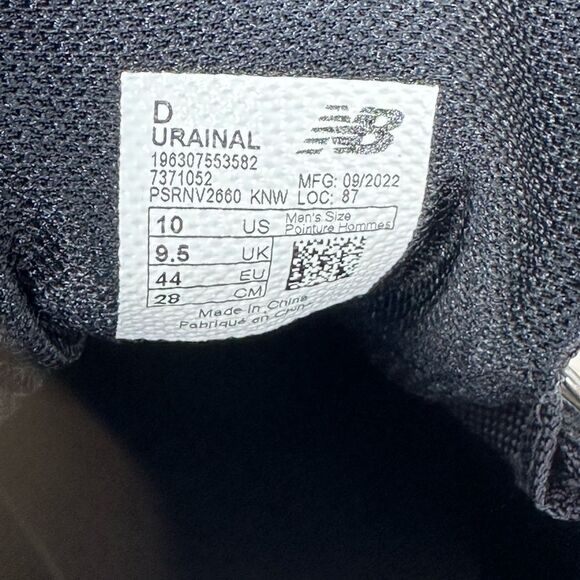 D
URAINAL
196307553582
7371052 MFG: 09/2022
PSRNV2660 KNW LOC: 87
10 US Men's Size
Pointure Hommes
9.5 UK
44 EU
28 CM
Made in China
Fabriqué en Chine
NB